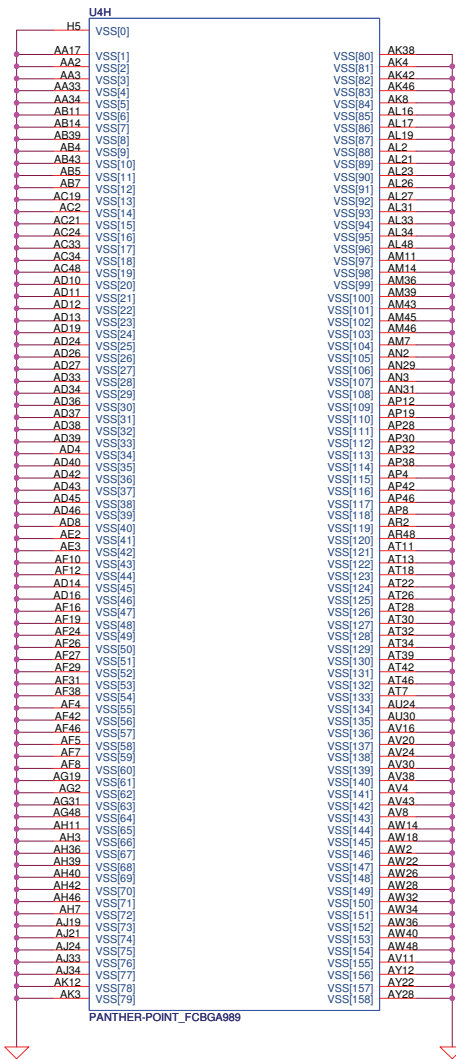 U4H
H5 VSS[0]
AA17 VSS[1]
AA2 VSS[2]
AA3 VSS[3]
AA33 VSS[4]
AA34 VSS[5]
AB11 VSS[6]
AB14 VSS[7]
AB39 VSS[8]
AB4 VSS[9]
AB43 VSS[10]
AB5 VSS[11]
AB7 VSS[12]
AC19 VSS[13]
AC2 VSS[14]
AC21 VSS[15]
AC24 VSS[16]
AC33 VSS[17]
AC34 VSS[18]
AC48 VSS[19]
AD10 VSS[20]
AD11 VSS[21]
AD12 VSS[22]
AD13 VSS[23]
AD19 VSS[24]
AD24 VSS[25]
AD26 VSS[26]
AD27 VSS[27]
AD33 VSS[28]
AD34 VSS[29]
AD36 VSS[30]
AD37 VSS[31]
AD38 VSS[32]
AD39 VSS[33]
AD4 VSS[34]
AD40 VSS[35]
AD42 VSS[36]
AD43 VSS[37]
AD45 VSS[38]
AD46 VSS[39]
AD8 VSS[40]
AE2 VSS[41]
AE3 VSS[42]
AF10 VSS[43]
AF12 VSS[44]
AD14 VSS[45]
AD16 VSS[46]
AF16 VSS[47]
AF19 VSS[48]
AF24 VSS[49]
AF26 VSS[50]
AF27 VSS[51]
AF29 VSS[52]
AF31 VSS[53]
AF38 VSS[54]
AF4 VSS[55]
AF42 VSS[56]
AF46 VSS[57]
AF5 VSS[58]
AF7 VSS[59]
AF8 VSS[60]
AG19 VSS[61]
AG2 VSS[62]
AG31 VSS[63]
AG48 VSS[64]
AH11 VSS[65]
AH3 VSS[66]
AH36 VSS[67]
AH39 VSS[68]
AH40 VSS[69]
AH42 VSS[70]
AH46 VSS[71]
AH7 VSS[72]
AJ19 VSS[73]
AJ21 VSS[74]
AJ24 VSS[75]
AJ33 VSS[76]
AJ34 VSS[77]
AK12 VSS[78]
AK3 VSS[79]
VSS[80] AK38
VSS[81] AK4
VSS[82] AK42
VSS[83] AK46
VSS[84] AK8
VSS[85] AL16
VSS[86] AL17
VSS[87] AL19
VSS[88] AL2
VSS[89] AL21
VSS[90] AL23
VSS[91] AL26
VSS[92] AL27
VSS[93] AL31
VSS[94] AL33
VSS[95] AL34
VSS[96] AL48
VSS[97] AM11
VSS[98] AM14
VSS[99] AM36
VSS[100] AM39
VSS[101] AM43
VSS[102] AM45
VSS[103] AM46
VSS[104] AM7
VSS[105] AN2
VSS[106] AN29
VSS[107] AN3
VSS[108] AN31
VSS[109] AP12
VSS[110] AP19
VSS[111] AP28
VSS[112] AP30
VSS[113] AP32
VSS[114] AP38
VSS[115] AP4
VSS[116] AP42
VSS[117] AP46
VSS[118] AP8
VSS[119] AR2
VSS[120] AR48
VSS[121] AT11
VSS[122] AT13
VSS[123] AT18
VSS[124] AT22
VSS[125] AT26
VSS[126] AT28
VSS[127] AT30
VSS[128] AT32
VSS[129] AT34
VSS[130] AT39
VSS[131] AT42
VSS[132] AT46
VSS[133] AT7
VSS[134] AU24
VSS[135] AU30
VSS[136] AV16
VSS[137] AV20
VSS[138] AV24
VSS[139] AV30
VSS[140] AV38
VSS[141] AV4
VSS[142] AV43
VSS[143] AV8
VSS[144] AW14
VSS[145] AW18
VSS[146] AW2
VSS[147] AW22
VSS[148] AW26
VSS[149] AW28
VSS[150] AW32
VSS[151] AW34
VSS[152] AW36
VSS[153] AW40
VSS[154] AW48
VSS[155] AV11
VSS[156] AY12
VSS[157] AY22
VSS[158] AY28
PANTHER-POINT_FCBGA989